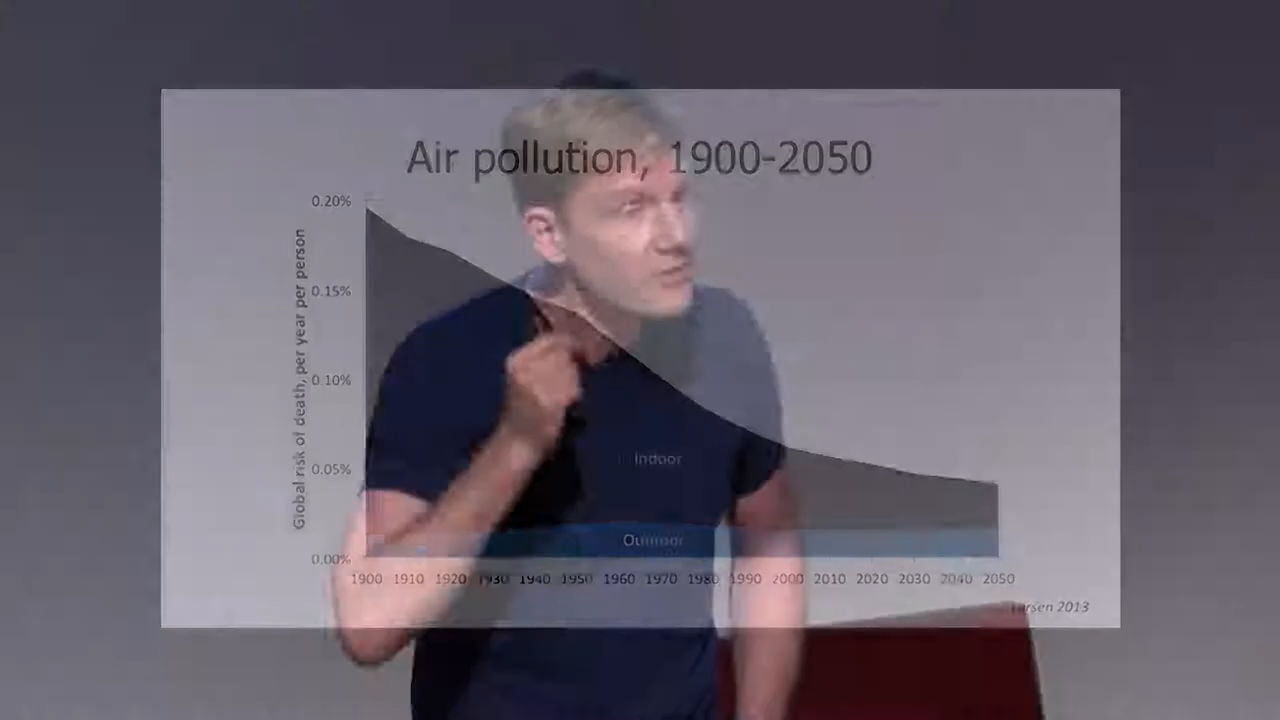 Air pollution, 1900-2050
Global risk of death, per year per person
0.20%
0.15%
0.10%
0.05%
0.00%
Indoor
Outdoor
1900 1910 1920 1930 1940 1950 1960 1970 1980 1990 2000 2010 2020 2030 2040 2050
Larsen 2013